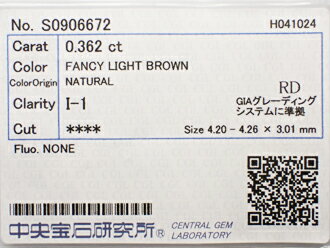 No. S0906672 H041024
Carat 0.362 ct
Color FANCY LIGHT BROWN
ColorOrigin NATURAL
Clarity I-1 RD
GIAグレーディング
システムに準拠
Cut **** Size 4.20 - 4.26 × 3.01 mm
Fluo. NONE
中央宝石研究所® CENTRAL GEM
LABORATORY